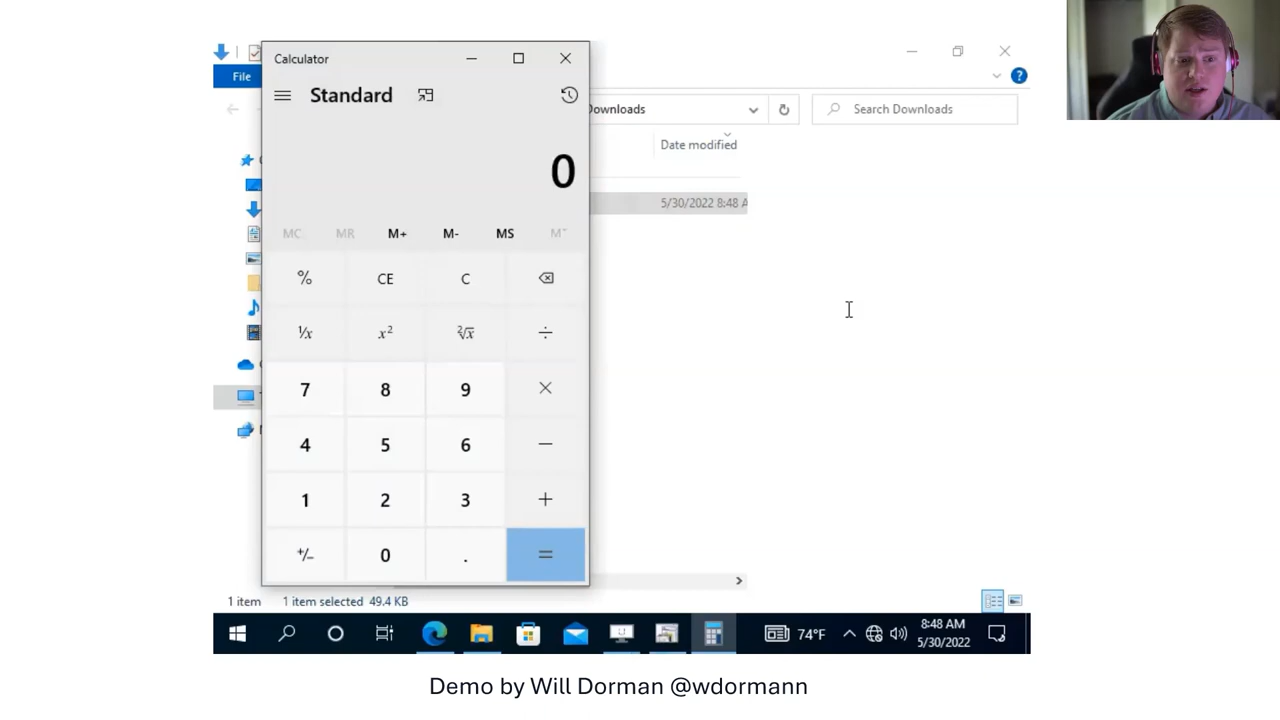 Calculator
File
Standard
Downloads
Search Downloads
Date modified
0
5/30/2022 8:48 A
MC MR M+ M- MS M˅
% CE C
⅟x x² ²√x ÷
7 8 9 ×
4 5 6 −
1 2 3 +
+/− 0 . =
1 item 1 item selected 49.4 KB
74°F
8:48 AM
5/30/2022
Demo by Will Dorman @wdormann